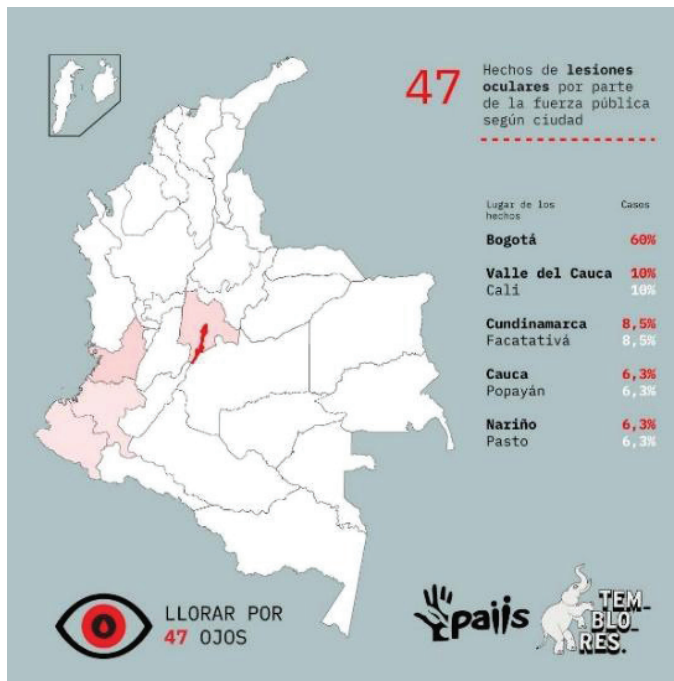 47
Hechos de lesiones
oculares por parte
de la fuerza pública
según ciudad
Lugar de los
hechos
Casos
Bogotá 60%
Valle del Cauca 10%
Cali 10%
Cundinamarca 8,5%
Facatativá 8,5%
Cauca 6,3%
Popayán 6,3%
Nariño 6,3%
Pasto 6,3%
LLORAR POR
47 OJOS
paiis
TEM_
BLO_
RES.